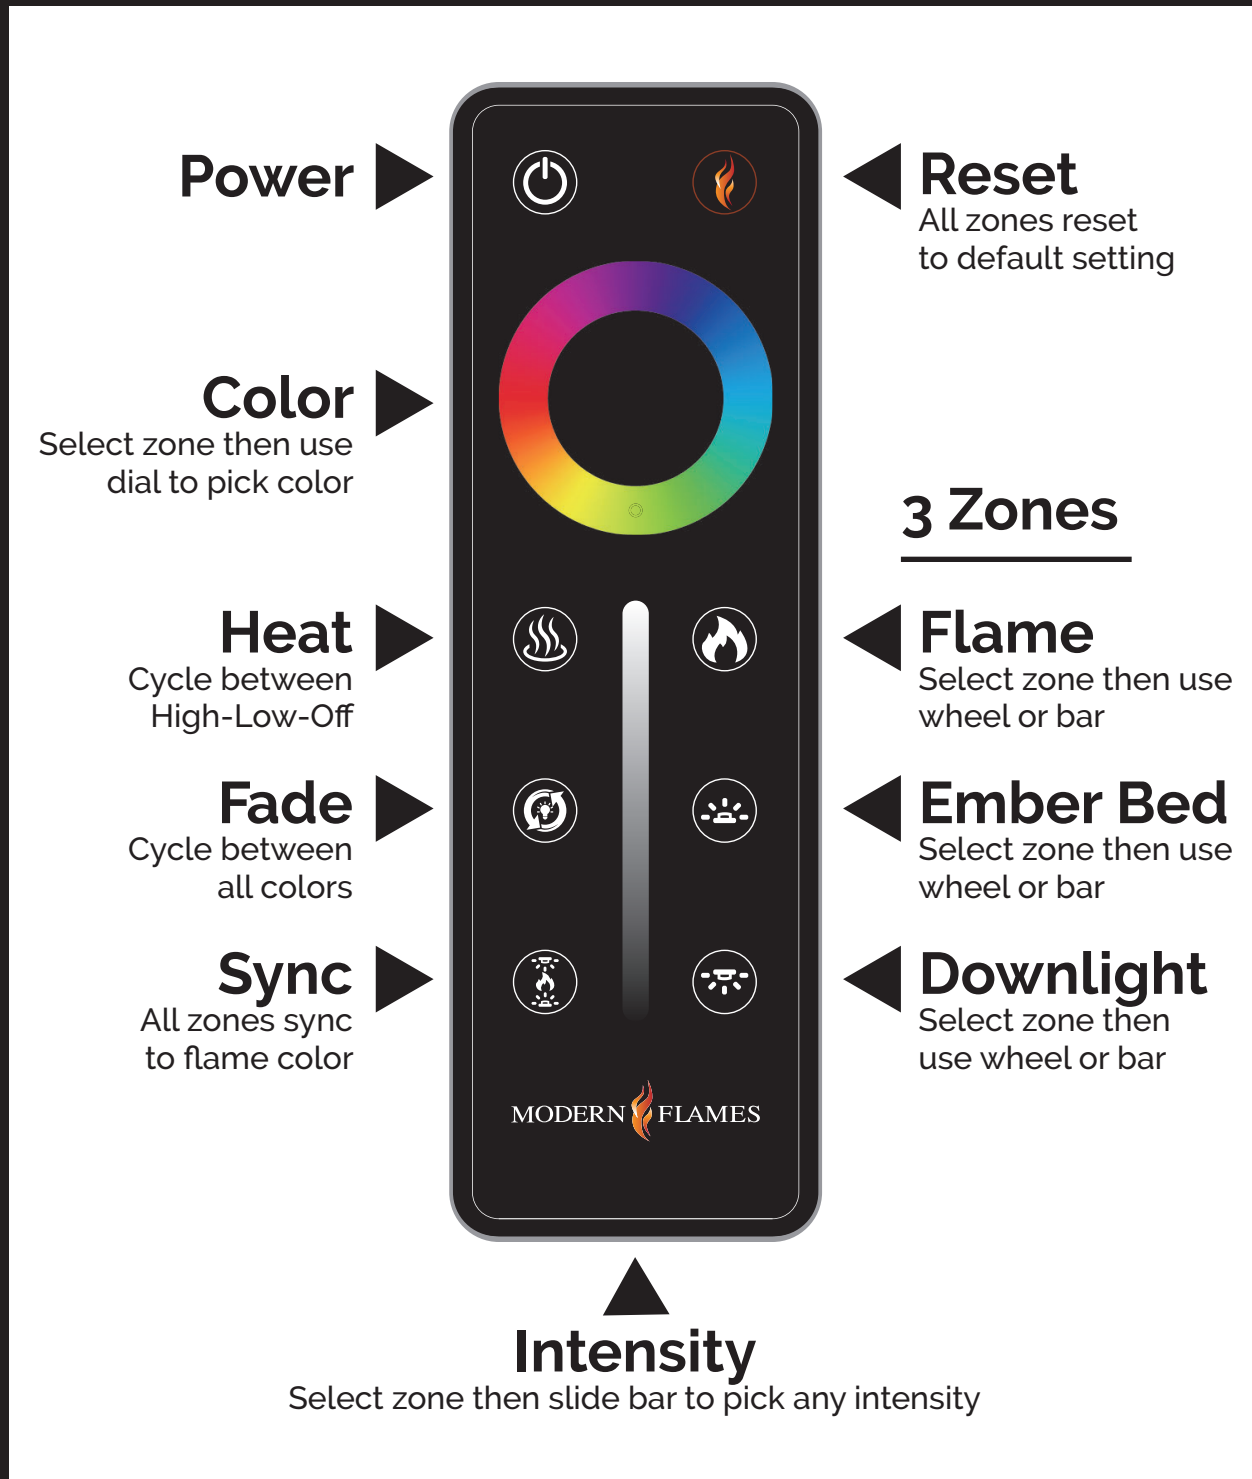 Power
Reset
All zones reset
to default setting
Color
Select zone then use
dial to pick color
3 Zones
Heat
Cycle between
High-Low-Off
Flame
Select zone then use
wheel or bar
Fade
Cycle between
all colors
Ember Bed
Select zone then use
wheel or bar
Sync
All zones sync
to flame color
Downlight
Select zone then
use wheel or bar
MODERN FLAMES
Intensity
Select zone then slide bar to pick any intensity